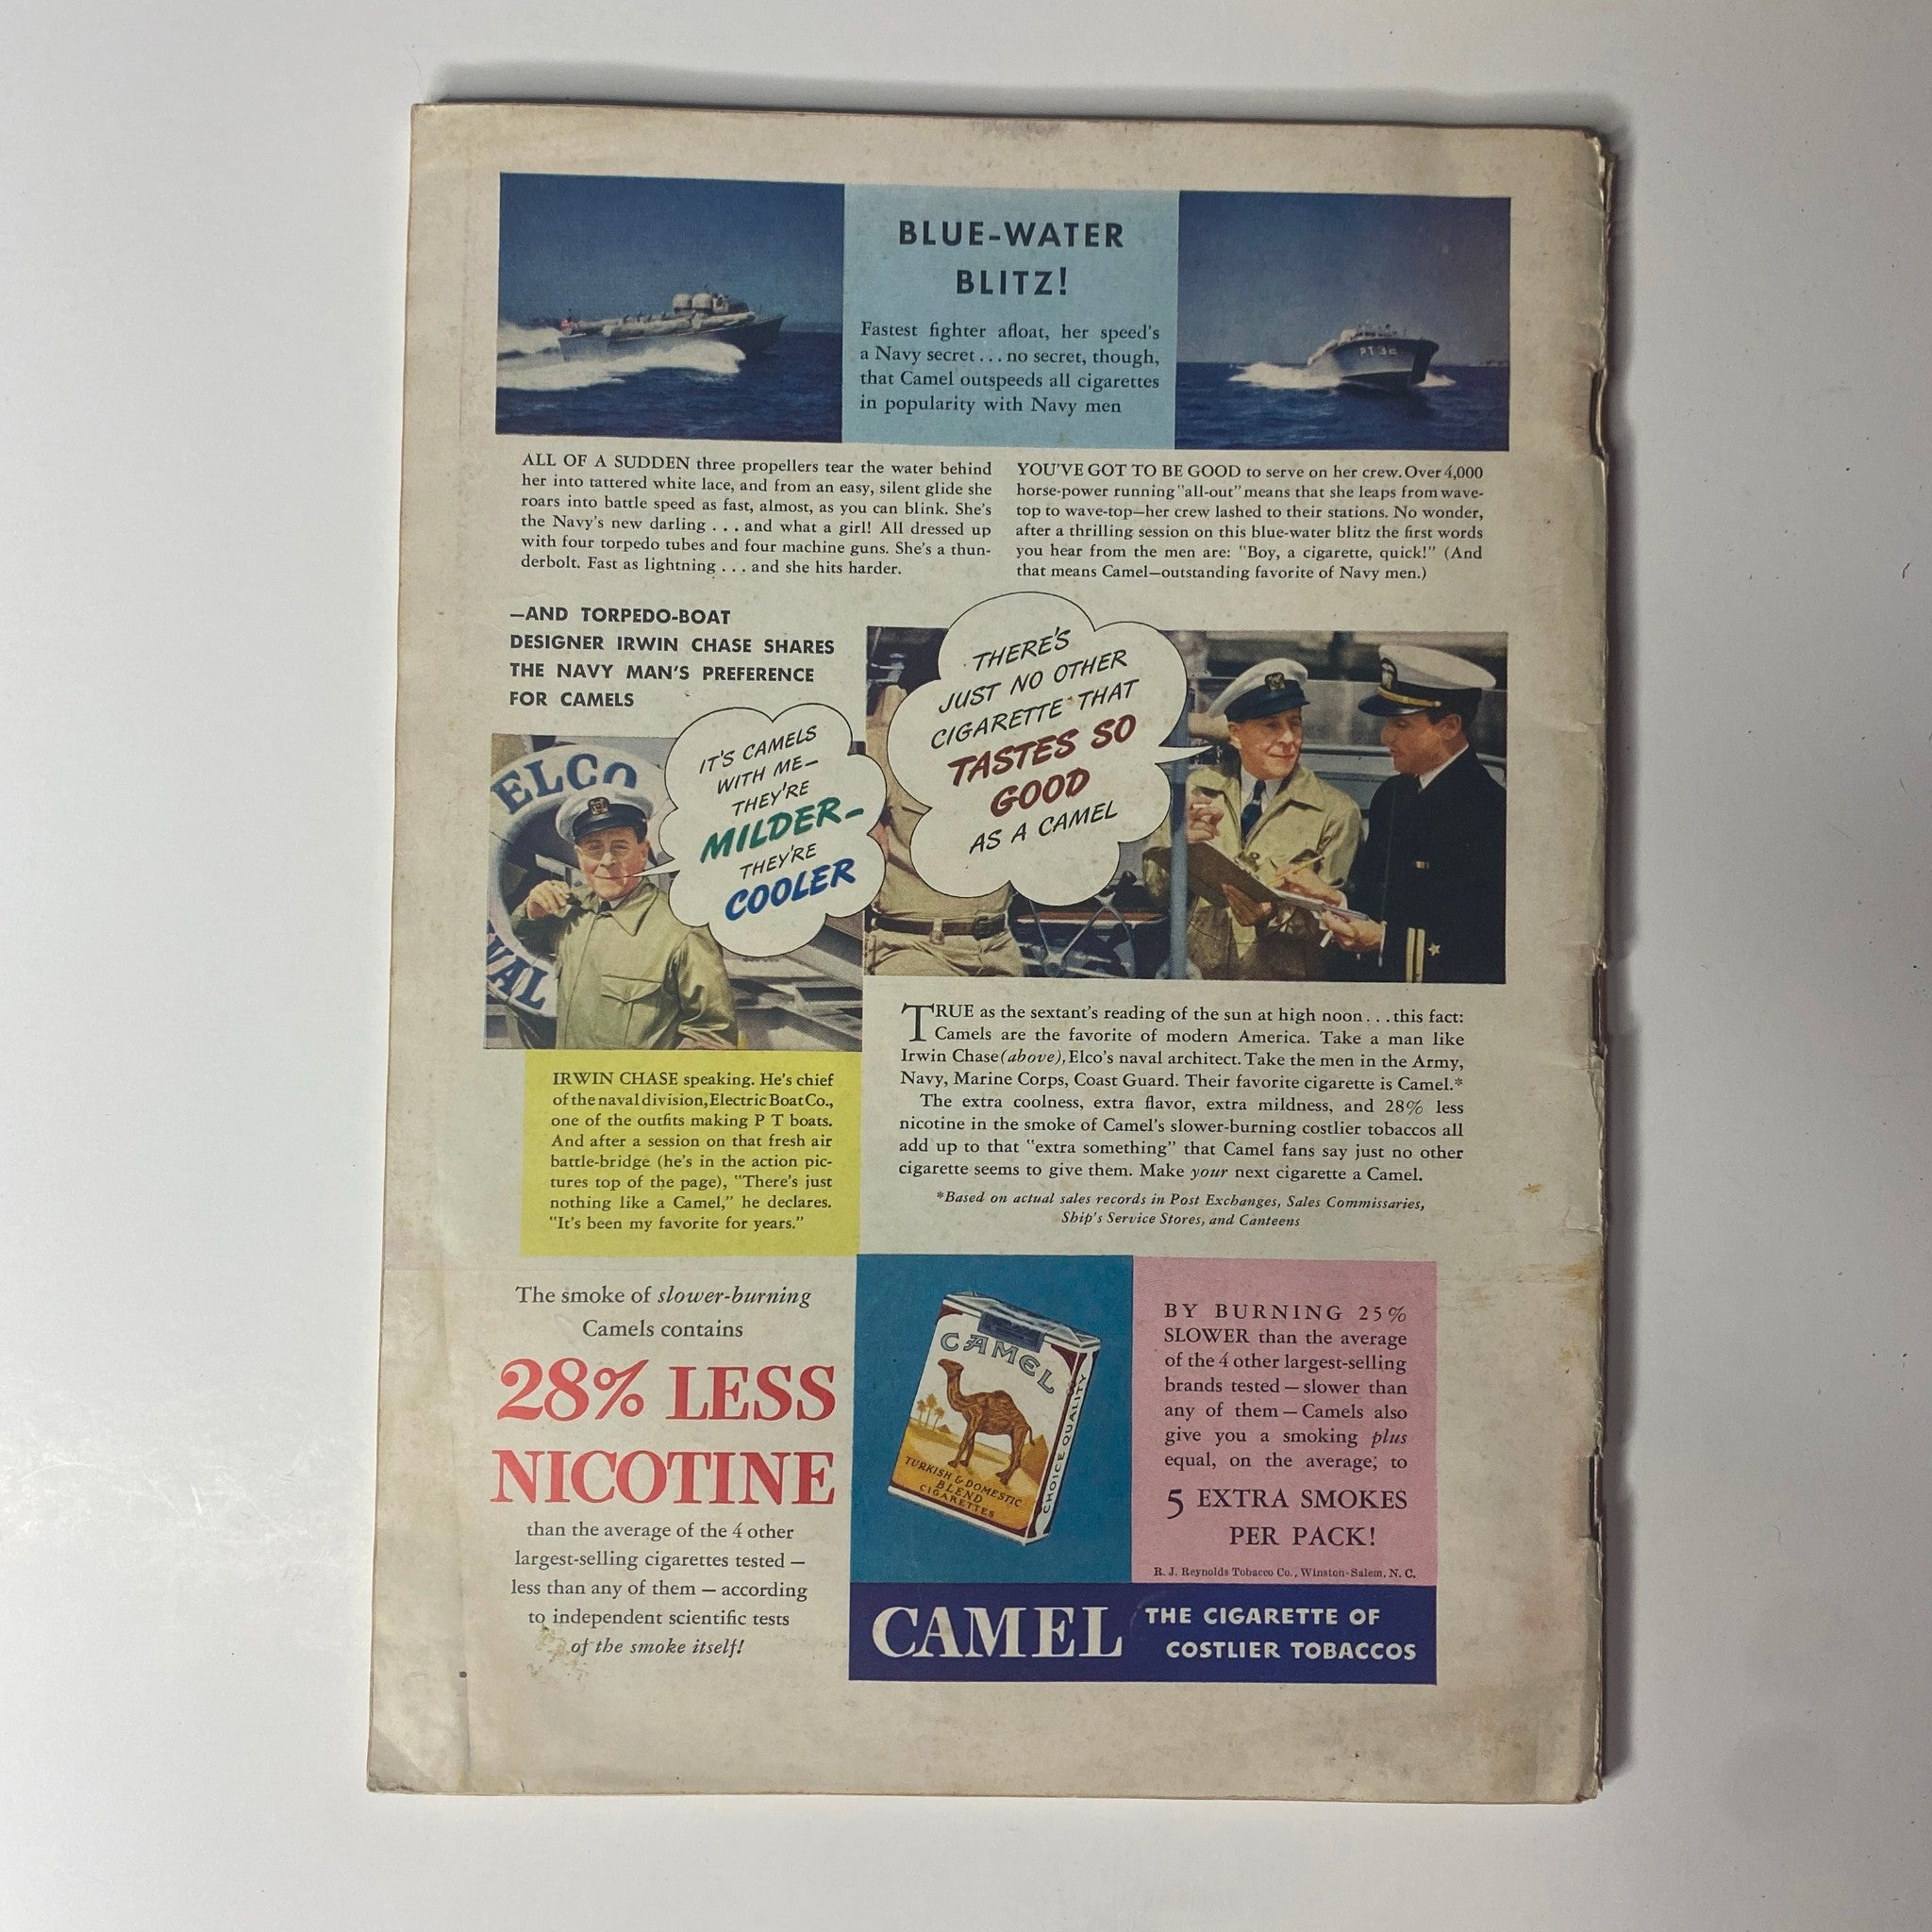 BLUE-WATER
BLITZ!
Fastest fighter afloat, her speed's
a Navy secret . . . no secret, though,
that Camel outspeeds all cigarettes
in popularity with Navy men
PT 3
ALL OF A SUDDEN three propellers tear the water behind
her into tattered white lace, and from an easy, silent glide she
roars into battle speed as fast, almost, as you can blink. She's
the Navy's new darling . . . and what a girl! All dressed up
with four torpedo tubes and four machine guns. She's a thun-
derbolt. Fast as lightning . . . and she hits harder.
YOU'VE GOT TO BE GOOD to serve on her crew. Over 4,000
horse-power running "all-out" means that she leaps from wave-
top to wave-top—her crew lashed to their stations. No wonder,
after a thrilling session on this blue-water blitz the first words
you hear from the men are: "Boy, a cigarette, quick!" (And
that means Camel—outstanding favorite of Navy men.)
—AND TORPEDO-BOAT
DESIGNER IRWIN CHASE SHARES
THE NAVY MAN'S PREFERENCE
FOR CAMELS
ELCO
VAL
IT'S CAMELS
WITH ME—
THEY'RE
MILDER—
THEY'RE
COOLER
THERE'S
JUST NO OTHER
CIGARETTE THAT
TASTES SO
GOOD
AS A CAMEL
IRWIN CHASE speaking. He's chief
of the naval division, Electric Boat Co.,
one of the outfits making P T boats.
And after a session on that fresh air
battle-bridge (he's in the action pic-
tures top of the page), "There's just
nothing like a Camel," he declares.
"It's been my favorite for years."
TRUE as the sextant's reading of the sun at high noon . . . this fact:
Camels are the favorite of modern America. Take a man like
Irwin Chase (above), Elco's naval architect. Take the men in the Army,
Navy, Marine Corps, Coast Guard. Their favorite cigarette is Camel.*
The extra coolness, extra flavor, extra mildness, and 28% less
nicotine in the smoke of Camel's slower-burning costlier tobaccos all
add up to that "extra something" that Camel fans say just no other
cigarette seems to give them. Make your next cigarette a Camel.
*Based on actual sales records in Post Exchanges, Sales Commissaries,
Ship's Service Stores, and Canteens
The smoke of slower-burning
Camels contains
28% LESS
NICOTINE
than the average of the 4 other
largest-selling cigarettes tested —
less than any of them — according
to independent scientific tests
of the smoke itself!
CAMEL
TURKISH & DOMESTIC
BLEND
CIGARETTES
CHOICE QUALITY
BY BURNING 25%
SLOWER than the average
of the 4 other largest-selling
brands tested — slower than
any of them — Camels also
give you a smoking plus
equal, on the average, to
5 EXTRA SMOKES
PER PACK!
R. J. Reynolds Tobacco Co., Winston-Salem, N. C.
CAMEL
THE CIGARETTE OF
COSTLIER TOBACCOS